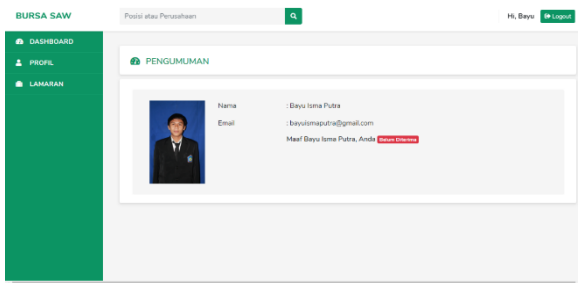 BURSA SAW
Posisi atau Perusahaan
Hi, Bayu
Logout
DASHBOARD
PROFIL
LAMARAN
PENGUMUMAN
Nama : Bayu Isma Putra
Email : bayuismaputra@gmail.com
Maaf Bayu Isma Putra, Anda Belum Diterima